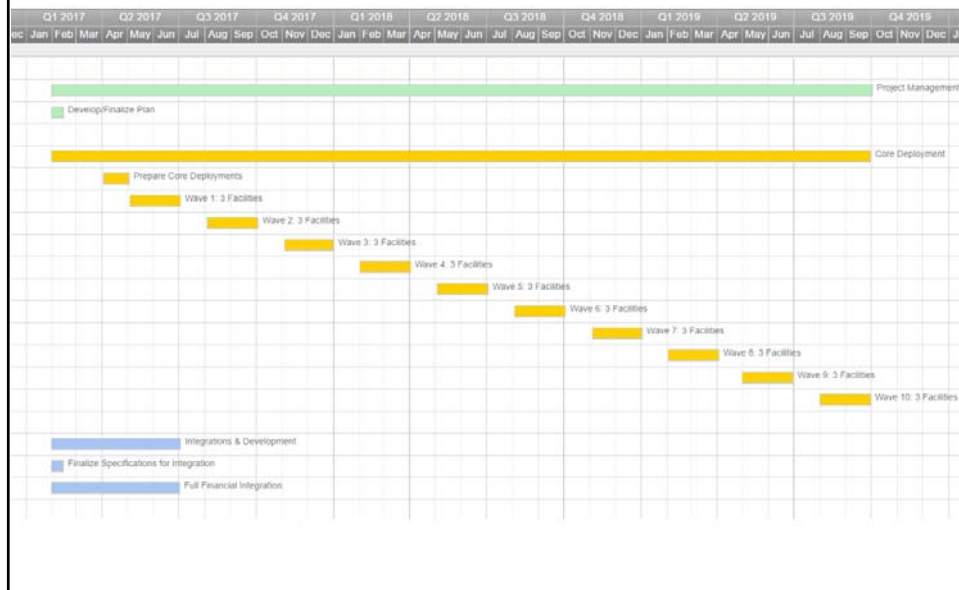 Q1 2017 Q2 2017 Q3 2017 Q4 2017 Q1 2018 Q2 2018 Q3 2018 Q4 2018 Q1 2019 Q2 2019 Q3 2019 Q4 2019
Jan Feb Mar Apr May Jun Jul Aug Sep Oct Nov Dec Jan Feb Mar Apr May Jun Jul Aug Sep Oct Nov Dec Jan Feb Mar Apr May Jun Jul Aug Sep Oct Nov Dec
Project Management
Develop/Finalize Plan
Core Deployment
Prepare Core Deployments
Wave 1: 3 Facilities
Wave 2: 3 Facilities
Wave 3: 3 Facilities
Wave 4: 3 Facilities
Wave 5: 3 Facilities
Wave 6: 3 Facilities
Wave 7: 3 Facilities
Wave 8: 3 Facilities
Wave 9: 3 Facilities
Wave 10: 3 Facilities
Integrations & Development
Finalize Specifications for Integration
Full Financial Integration